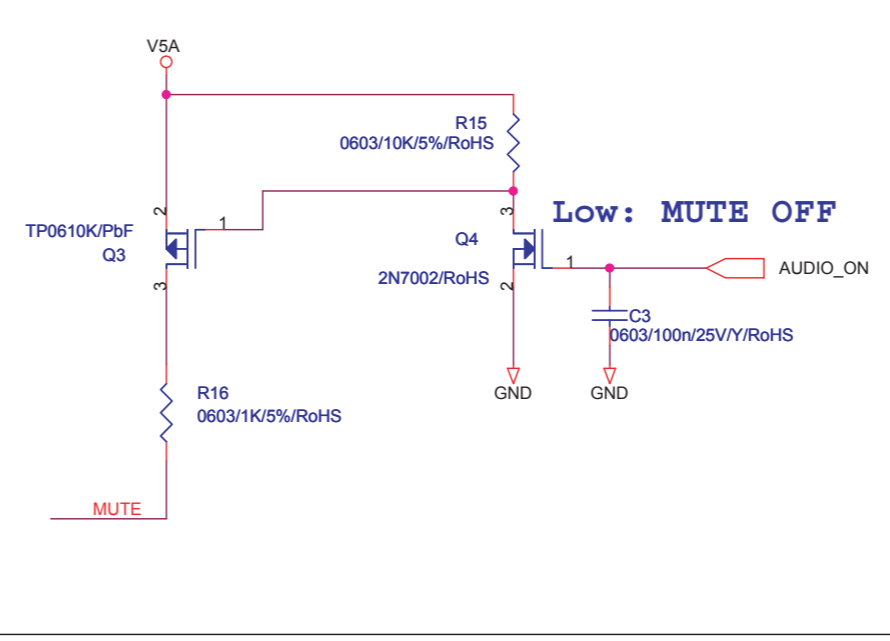 V5A
R15
0603/10K/5%/RoHS
2
1
3
Low: MUTE OFF
TP0610K/PbF
Q3
Q4
1
AUDIO_ON
2N7002/RoHS
3
2
C3
0603/100n/25V/Y/RoHS
R16
0603/1K/5%/RoHS
GND
GND
MUTE